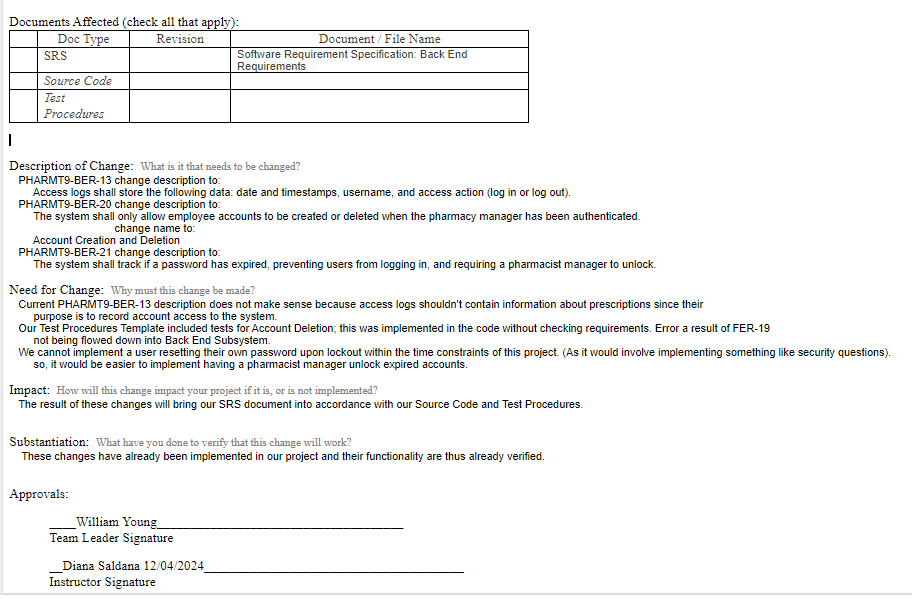 Documents Affected (check all that apply):
Doc Type Revision Document / File Name
SRS Software Requirement Specification: Back End
Requirements
Source Code
Test
Procedures
Description of Change: What is it that needs to be changed?
PHARMT9-BER-13 change description to:
Access logs shall store the following data: date and timestamps, username, and access action (log in or log out).
PHARMT9-BER-20 change description to:
The system shall only allow employee accounts to be created or deleted when the pharmacy manager has been authenticated.
change name to:
Account Creation and Deletion
PHARMT9-BER-21 change description to:
The system shall track if a password has expired, preventing users from logging in, and requiring a pharmacist manager to unlock.
Need for Change: Why must this change be made?
Current PHARMT9-BER-13 description does not make sense because access logs shouldn't contain information about prescriptions since their
purpose is to record account access to the system.
Our Test Procedures Template included tests for Account Deletion; this was implemented in the code without checking requirements. Error a result of FER-19
not being flowed down into Back End Subsystem.
We cannot implement a user resetting their own password upon lockout within the time constraints of this project. (As it would involve implementing something like security questions).
so, it would be easier to implement having a pharmacist manager unlock expired accounts.
Impact: How will this change impact your project if it is, or is not implemented?
The result of these changes will bring our SRS document into accordance with our Source Code and Test Procedures.
Substantiation: What have you done to verify that this change will work?
These changes have already been implemented in our project and their functionality are thus already verified.
Approvals:
____William Young______________________________________
Team Leader Signature
__Diana Saldana 12/04/2024________________________________________
Instructor Signature